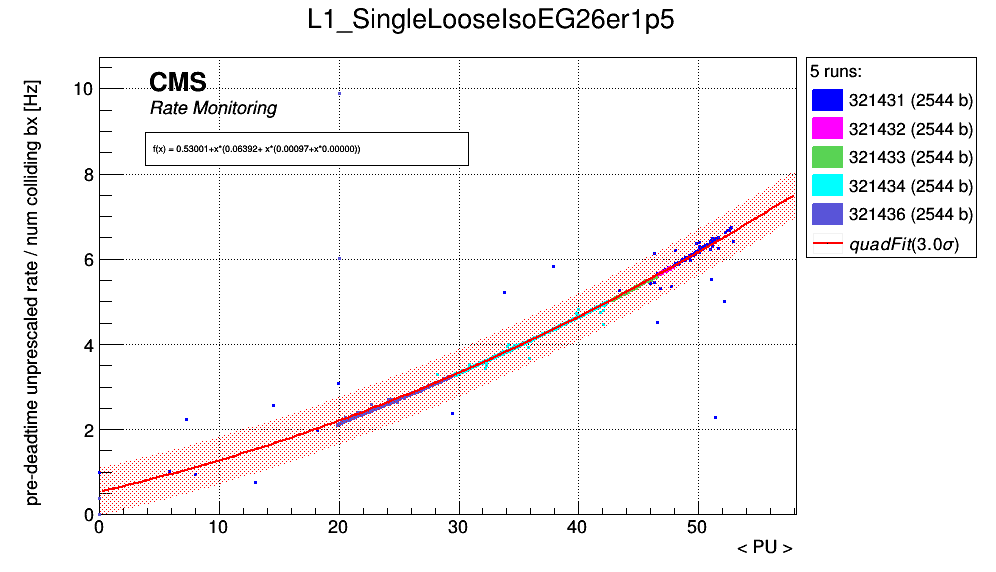 L1_SingleLooseIsoEG26er1p5
pre-deadtime unprescaled rate / num colliding bx [Hz]
CMS
Rate Monitoring
f(x) = 0.53001+x*(0.06392+ x*(0.00097+x*0.00000))
10
8
6
4
2
0
0 10 20 30 40 50
< PU >
5 runs:
321431 (2544 b)
321432 (2544 b)
321433 (2544 b)
321434 (2544 b)
321436 (2544 b)
quadFit(3.0σ)